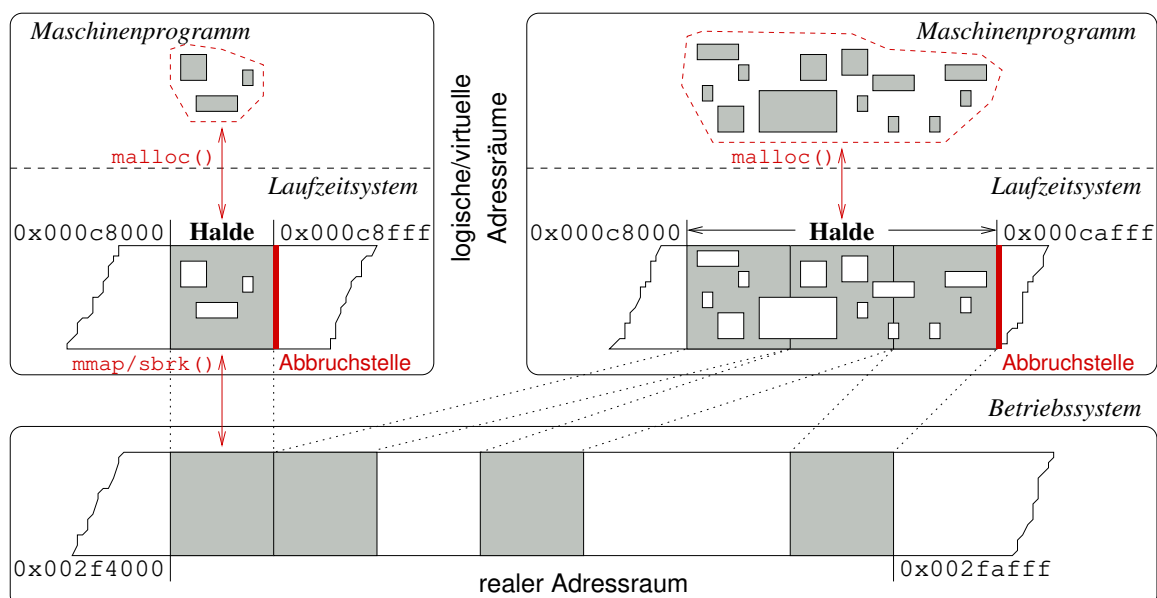 Maschinenprogramm
malloc()
Laufzeitsystem
0x000c8000
Halde
0x000c8fff
mmap/sbrk()
Abbruchstelle
logische/virtuelle
Adressräume
Maschinenprogramm
malloc()
Laufzeitsystem
0x000c8000
Halde
0x000cafff
Abbruchstelle
Betriebssystem
0x002f4000
realer Adressraum
0x002fafff